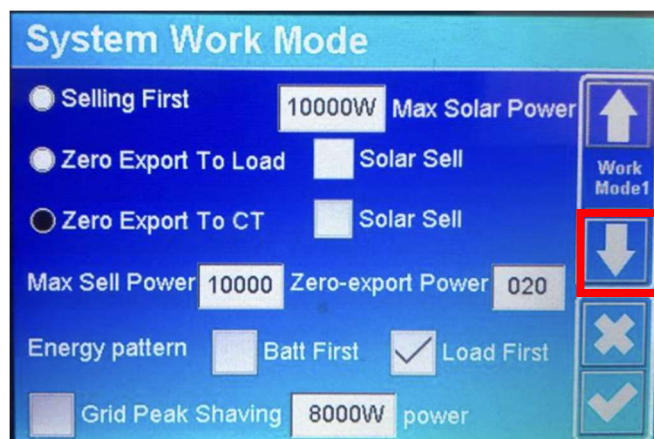 System Work Mode
Selling First 10000W Max Solar Power
Zero Export To Load Solar Sell
Work Mode1
Zero Export To CT Solar Sell
Max Sell Power 10000 Zero-export Power 020
Energy pattern Batt First Load First
Grid Peak Shaving 8000W power